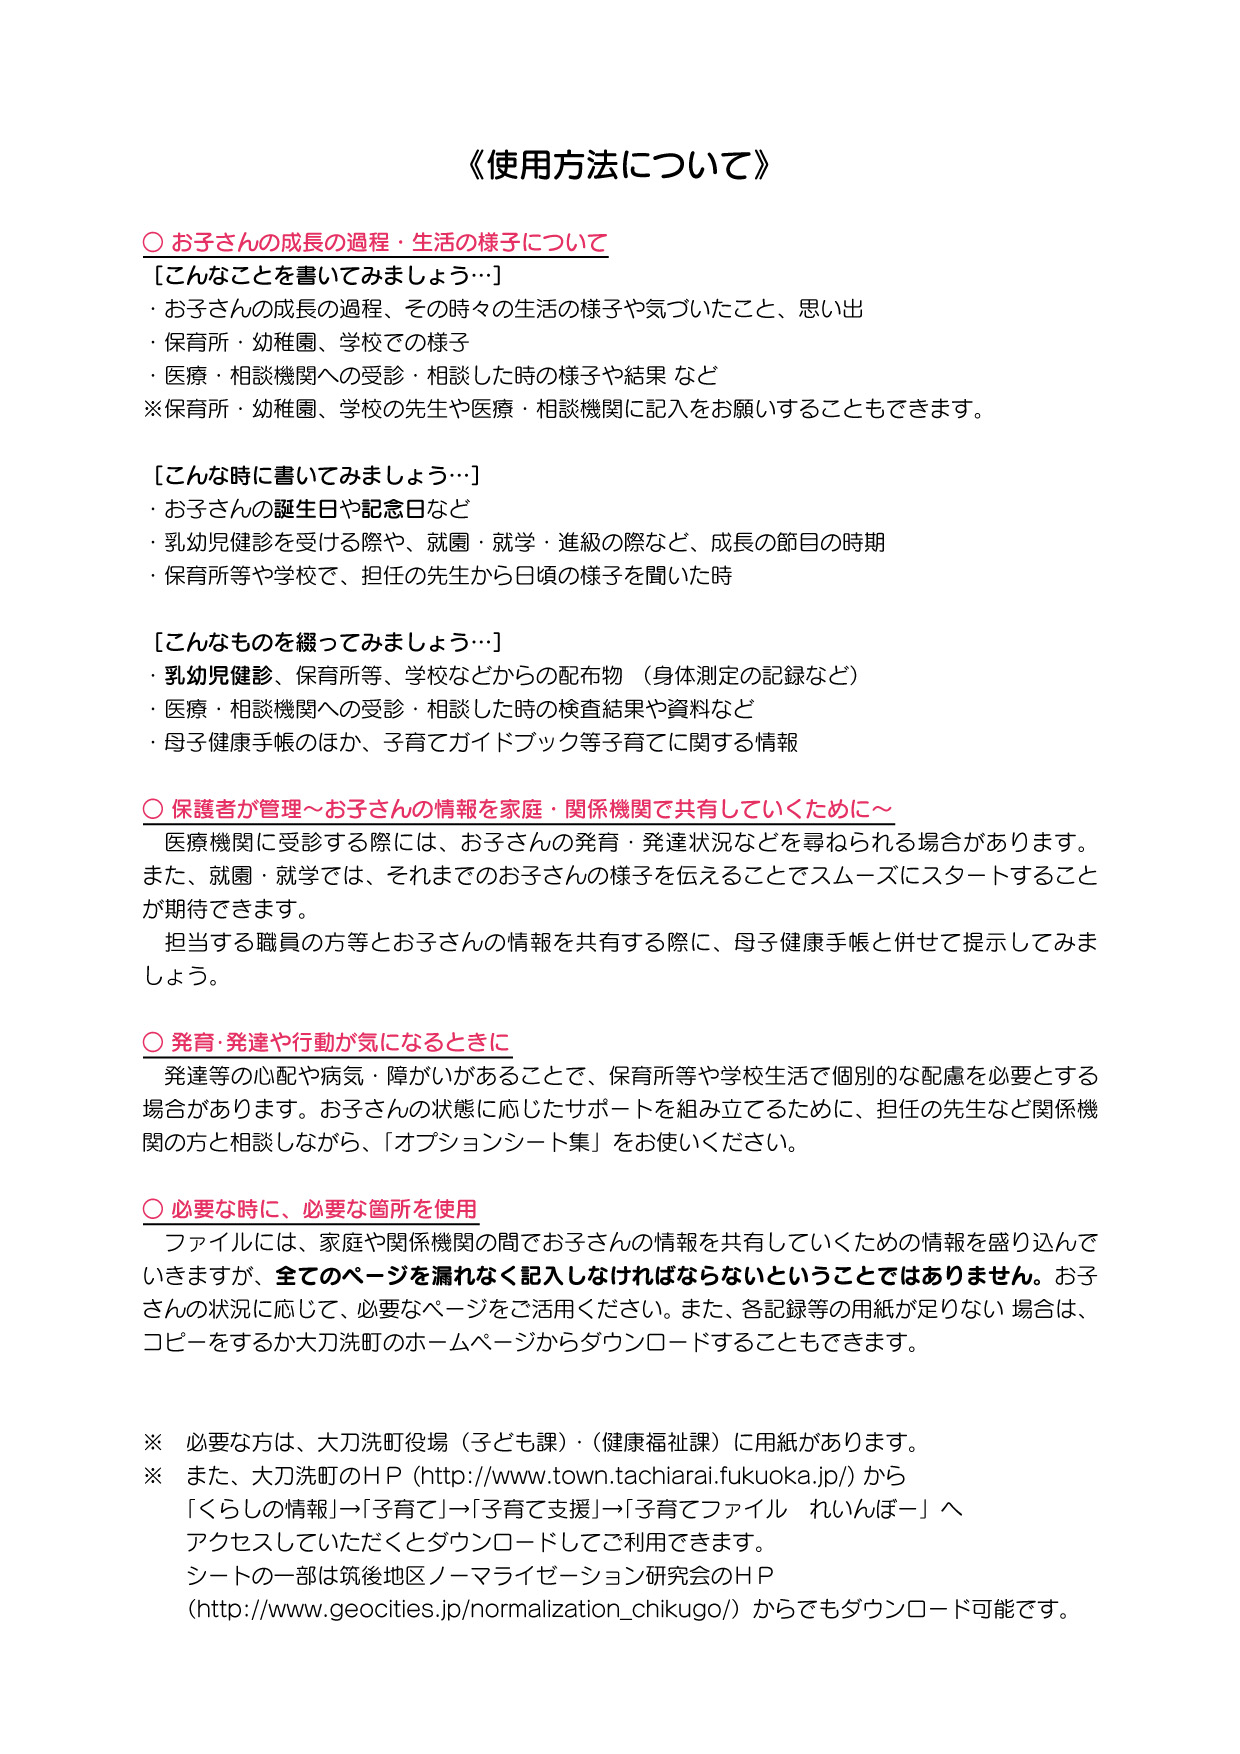 《使用方法について》
〇 お子さんの成長の過程・生活の様子について
［こんなことを書いてみましょう…］
・お子さんの成長の過程、その時々の生活の様子や気づいたこと、思い出
・保育所・幼稚園、学校での様子
・医療・相談機関への受診・相談した時の様子や結果 など
※保育所・幼稚園、学校の先生や医療・相談機関に記入をお願いすることもできます。
［こんな時に書いてみましょう…］
・お子さんの誕生日や記念日など
・乳幼児健診を受ける際や、就園・就学・進級の際など、成長の節目の時期
・保育所等や学校で、担任の先生から日頃の様子を聞いた時
［こんなものを綴ってみましょう…］
・乳幼児健診、保育所等、学校などからの配布物 （身体測定の記録など）
・医療・相談機関への受診・相談した時の検査結果や資料など
・母子健康手帳のほか、子育てガイドブック等子育てに関する情報
〇 保護者が管理～お子さんの情報を家庭・関係機関で共有していくために～
　医療機関に受診する際には、お子さんの発育・発達状況などを尋ねられる場合があります。
また、就園・就学では、それまでのお子さんの様子を伝えることでスムーズにスタートすること
が期待できます。
　担当する職員の方等とお子さんの情報を共有する際に、母子健康手帳と併せて提示してみま
しょう。
〇 発育・発達や行動が気になるときに
　発達等の心配や病気・障がいがあることで、保育所等や学校生活で個別的な配慮を必要とする
場合があります。お子さんの状態に応じたサポートを組み立てるために、担任の先生など関係機
関の方と相談しながら、「オプションシート集」をお使いください。
〇 必要な時に、必要な箇所を使用
　ファイルには、家庭や関係機関の間でお子さんの情報を共有していくための情報を盛り込んで
いきますが、全てのページを漏れなく記入しなければならないということではありません。お子
さんの状況に応じて、必要なページをご活用ください。また、各記録等の用紙が足りない 場合は、
コピーをするか大刀洗町のホームページからダウンロードすることもできます。
※　必要な方は、大刀洗町役場（子ども課）・（健康福祉課）に用紙があります。
※　また、大刀洗町のＨＰ（http://www.town.tachiarai.fukuoka.jp/）から
「くらしの情報」→「子育て」→「子育て支援」→「子育てファイル　れいんぼー」へ
アクセスしていただくとダウンロードしてご利用できます。
シートの一部は筑後地区ノーマライゼーション研究会のＨＰ
（http://www.geocities.jp/normalization_chikugo/）からでもダウンロード可能です。